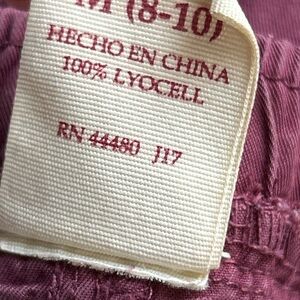 M (8-10)
HECHO EN CHINA
100% LYOCELL
RN 44480 J17